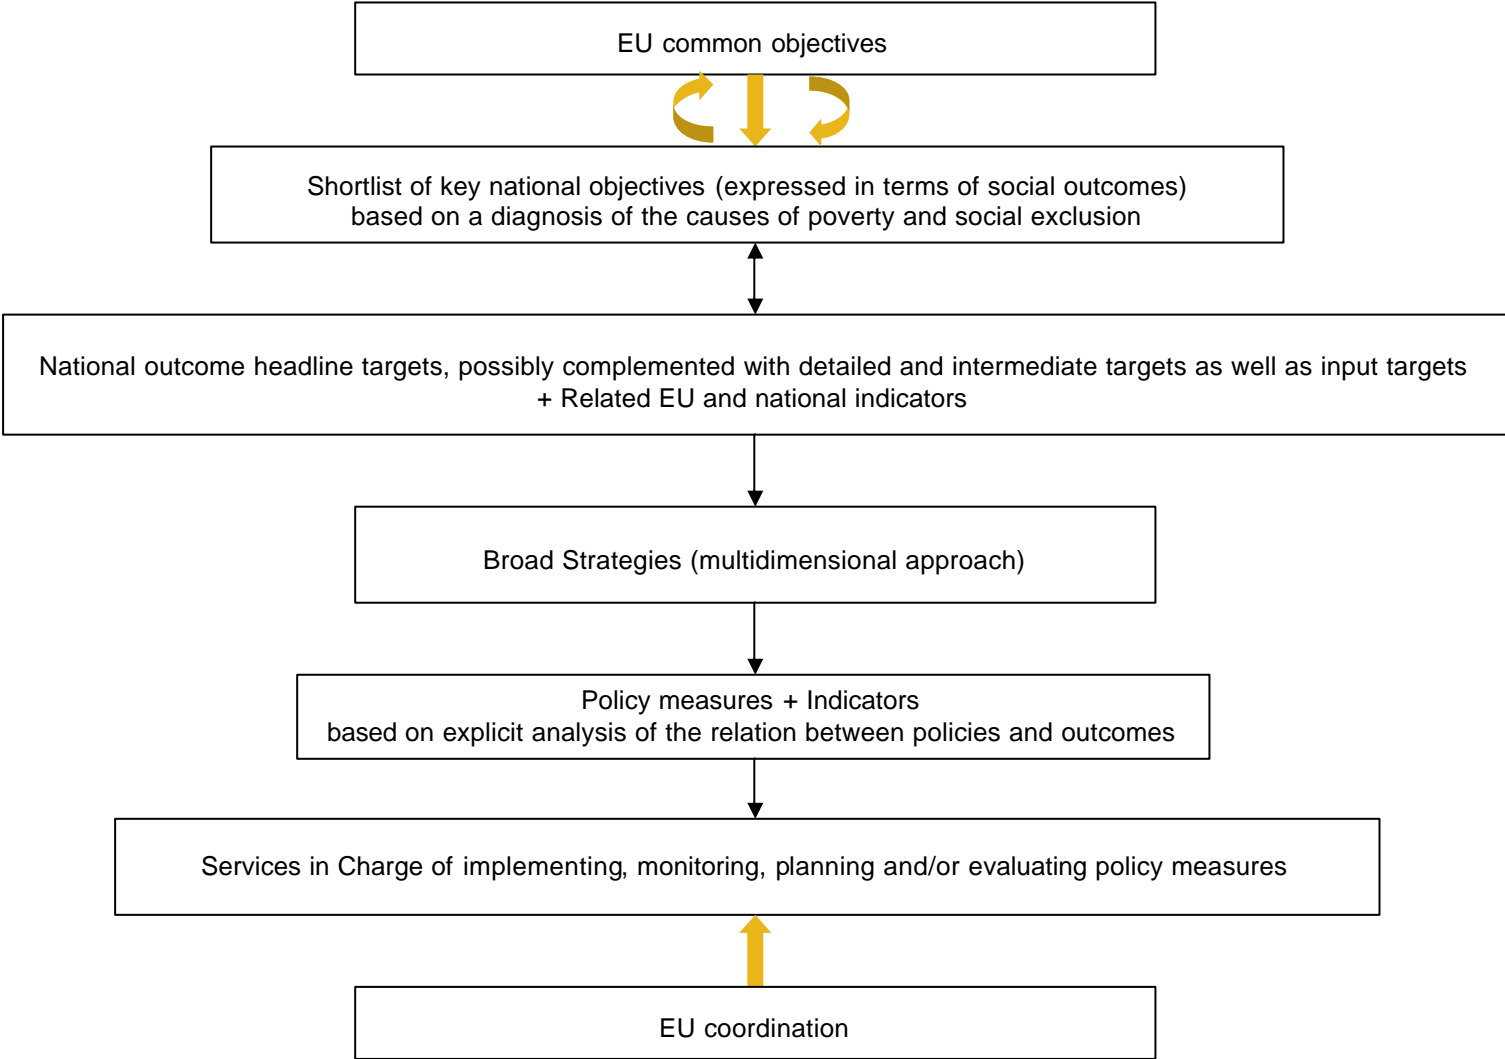 EU common objectives
Shortlist of key national objectives (expressed in terms of social outcomes)
based on a diagnosis of the causes of poverty and social exclusion
National outcome headline targets, possibly complemented with detailed and intermediate targets as well as input targets
+ Related EU and national indicators
Broad Strategies (multidimensional approach)
Policy measures + Indicators
based on explicit analysis of the relation between policies and outcomes
Services in Charge of implementing, monitoring, planning and/or evaluating policy measures
EU coordination